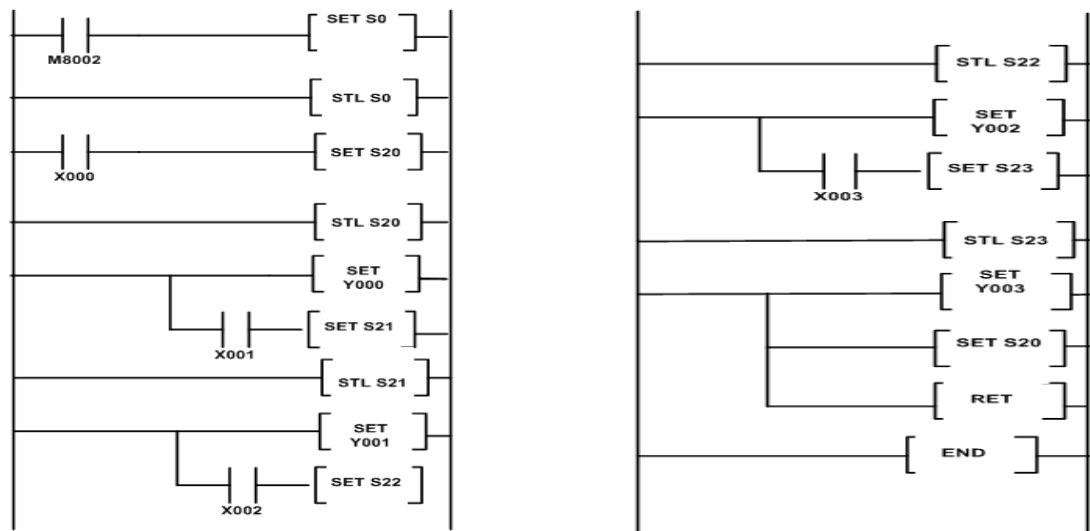 SET S0
M8002
STL S0
SET S20
X000
STL S20
SET
Y000
SET S21
X001
STL S21
SET
Y001
SET S22
X002
STL S22
SET
Y002
SET S23
X003
STL S23
SET
Y003
SET S20
RET
END